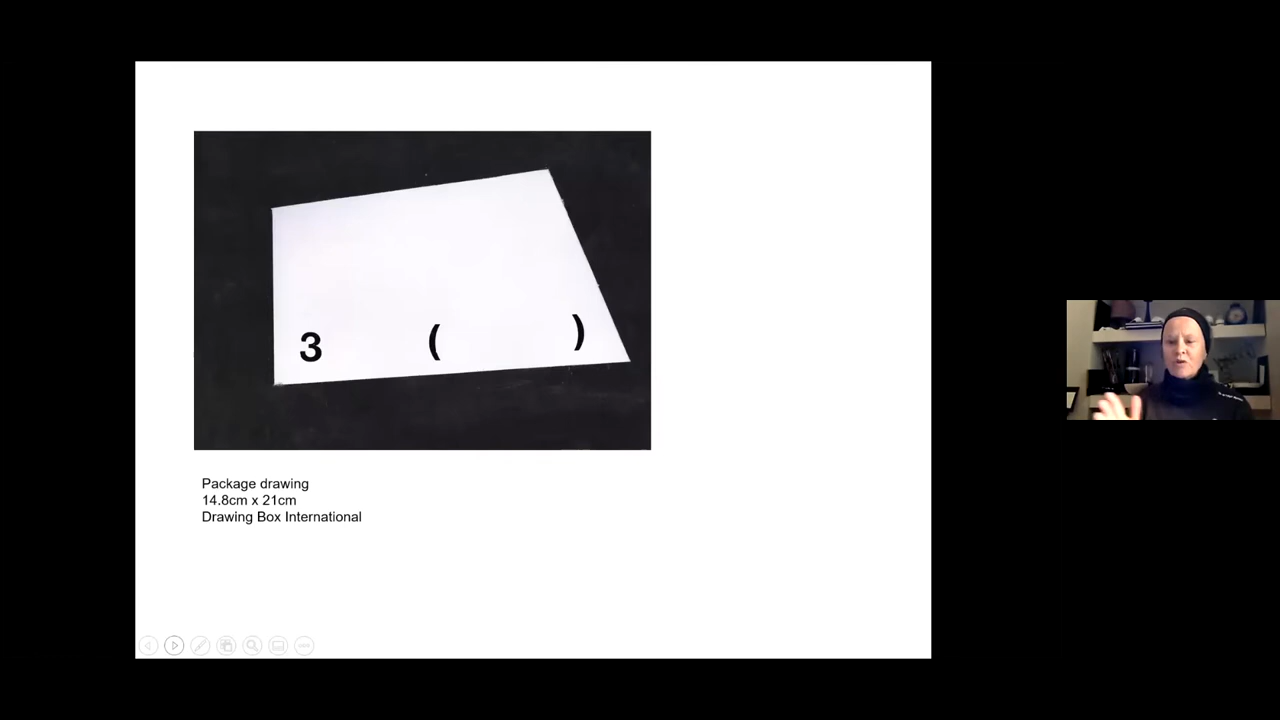 3 ( )
Package drawing
14.8cm x 21cm
Drawing Box International